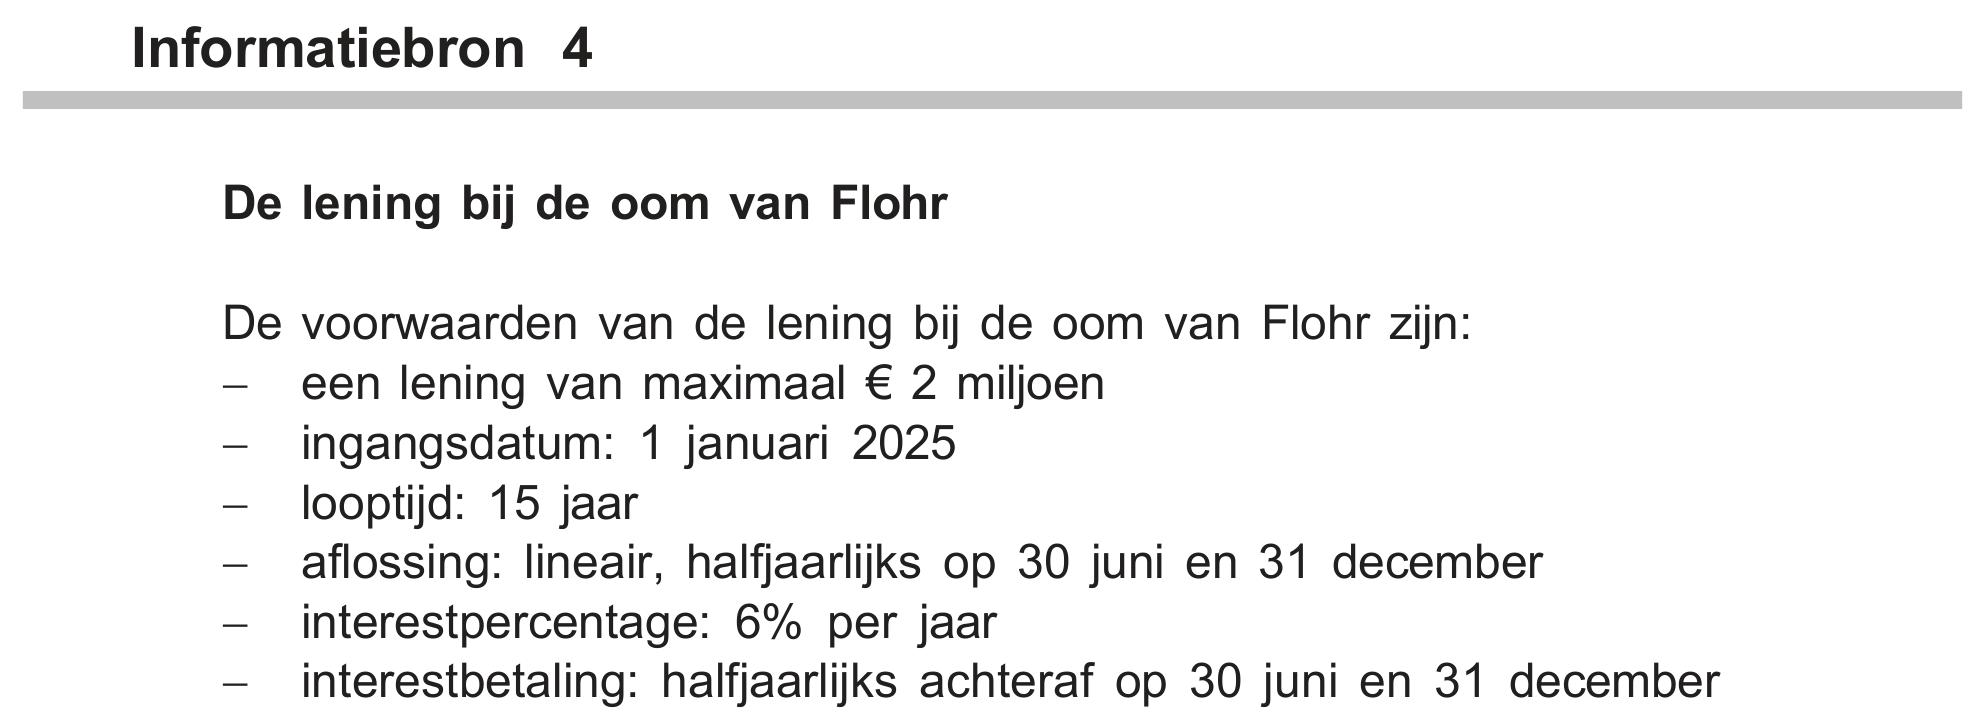 Informatiebron 4
De lening bij de oom van Flohr
De voorwaarden van de lening bij de oom van Flohr zijn:
– een lening van maximaal € 2 miljoen
– ingangsdatum: 1 januari 2025
– looptijd: 15 jaar
– aflossing: lineair, halfjaarlijks op 30 juni en 31 december
– interestpercentage: 6% per jaar
– interestbetaling: halfjaarlijks achteraf op 30 juni en 31 december